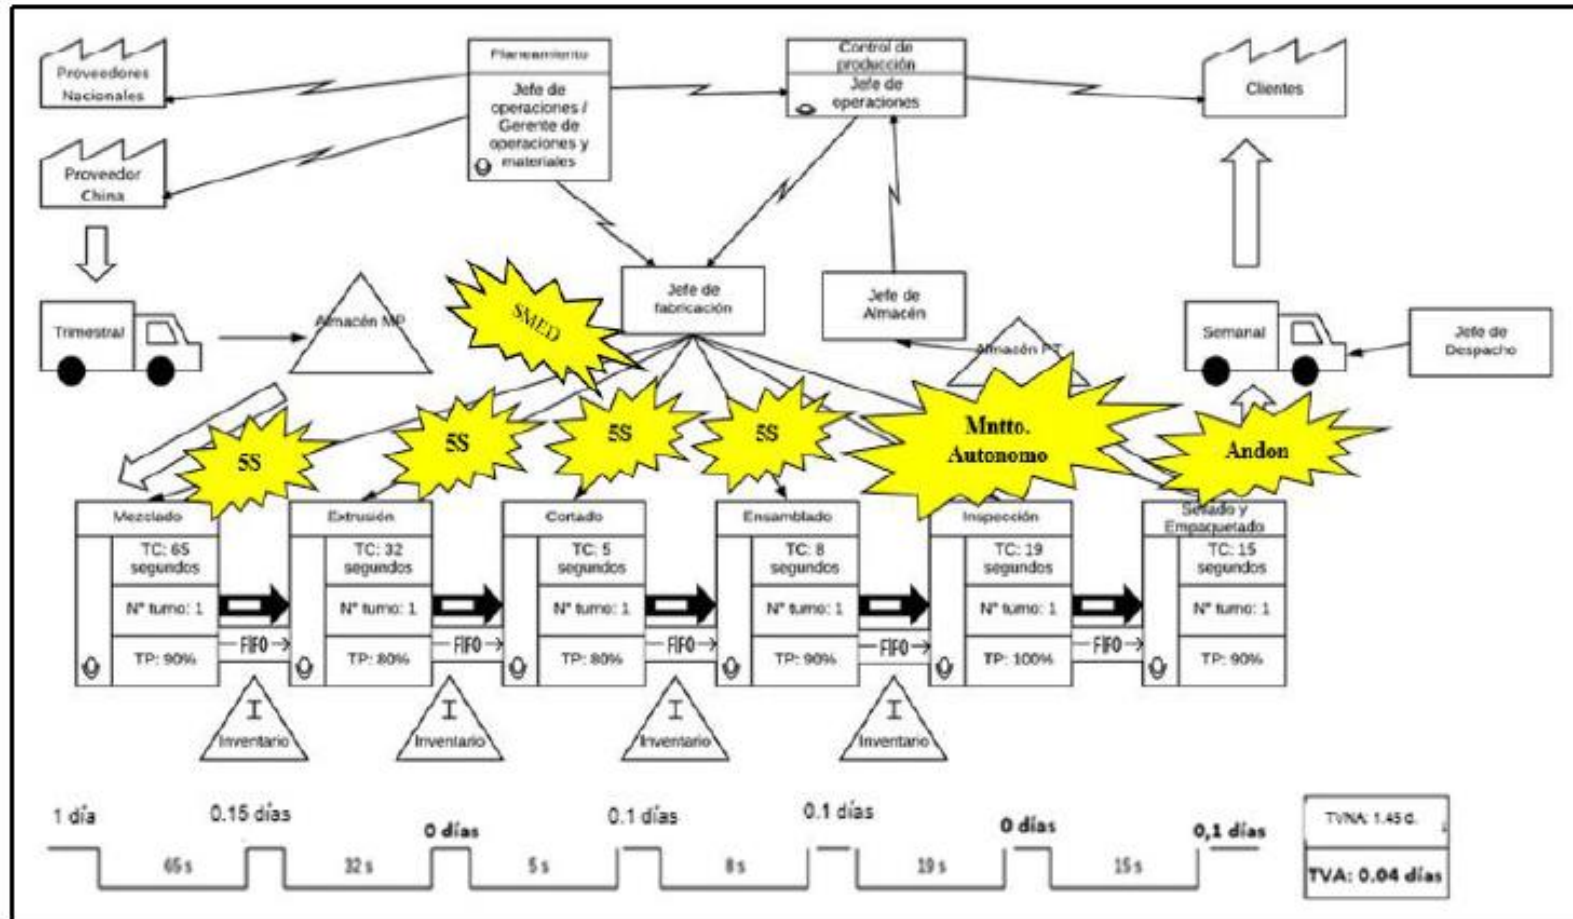 Proveedores
Nacionales
Planeamiento
Jefe de
operaciones /
Gerente de
operaciones y
materiales
Control de
producción
Jefe de
operaciones
Clientes
Proveedor
China
Trimestral
Almacén MP
SMED
Jefe de
fabricación
Jefe de
Almacén
Almacén PT
Semanal
Jefe de
Despacho
5S
5S
5S
5S
Mntto.
Autonomo
Andon
Mezclado
TC: 65
segundos
N° turno: 1
TP: 90%
FIFO
Extrusión
TC: 32
segundos
N° turno: 1
TP: 80%
FIFO
Cortado
TC: 5
segundos
N° turno: 1
TP: 80%
FIFO
Ensamblado
TC: 8
segundos
N° turno: 1
TP: 90%
FIFO
Inspección
TC: 19
segundos
N° turno: 1
TP: 100%
FIFO
Sellado y
Empaquetado
TC: 15
segundos
N° turno: 1
TP: 90%
I
Inventario
I
Inventario
I
Inventario
I
Inventario
1 día
0.15 días
0 días
0.1 días
0.1 días
0 días
0,1 días
65 s
32 s
5 s
8 s
19 s
15 s
TVNA: 1.45 d.
TVA: 0.04 días